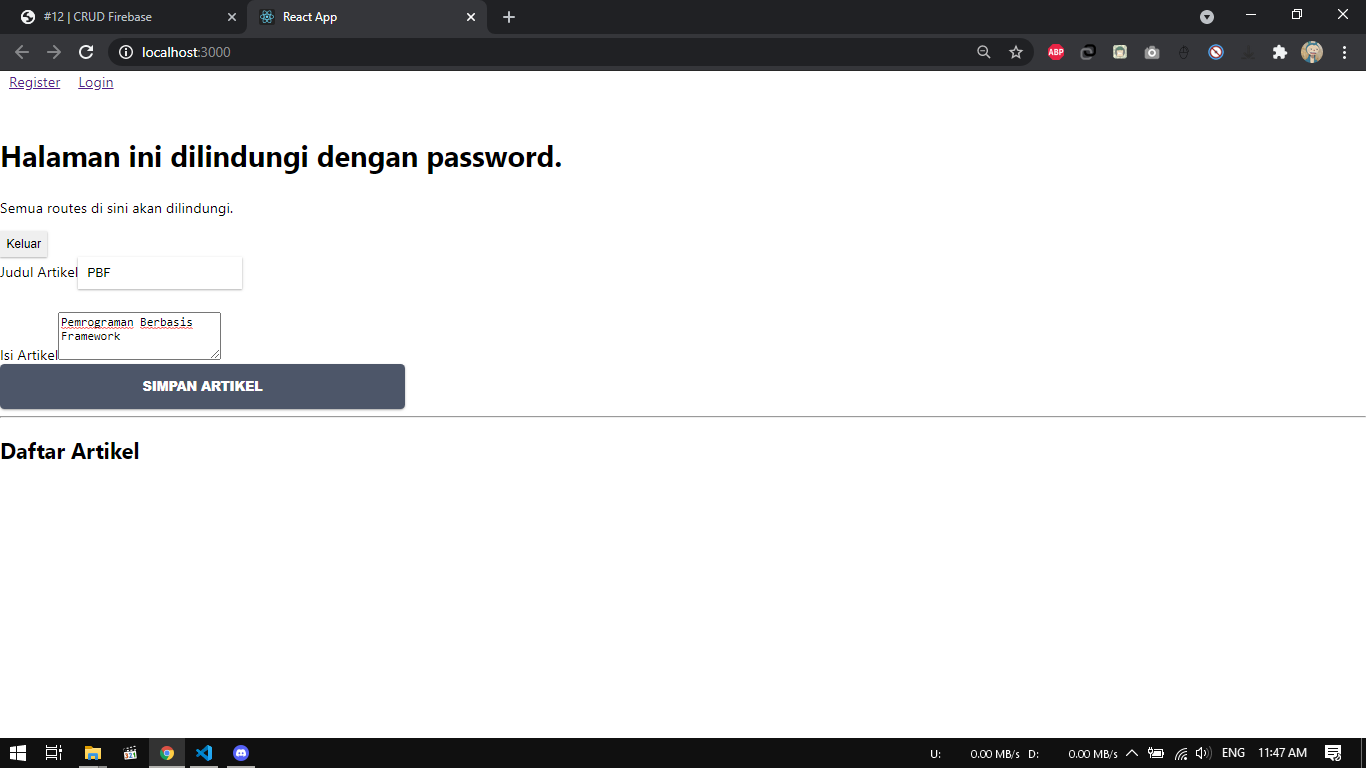 #12 | CRUD Firebase
React App
localhost:3000
ABP
Register Login
Halaman ini dilindungi dengan password.
Semua routes di sini akan dilindungi.
Keluar
Judul Artikel PBF
Pemrograman Berbasis
Framework
Isi Artikel
SIMPAN ARTIKEL
Daftar Artikel
U: 0.00 MB/s D: 0.00 MB/s ENG 11:47 AM